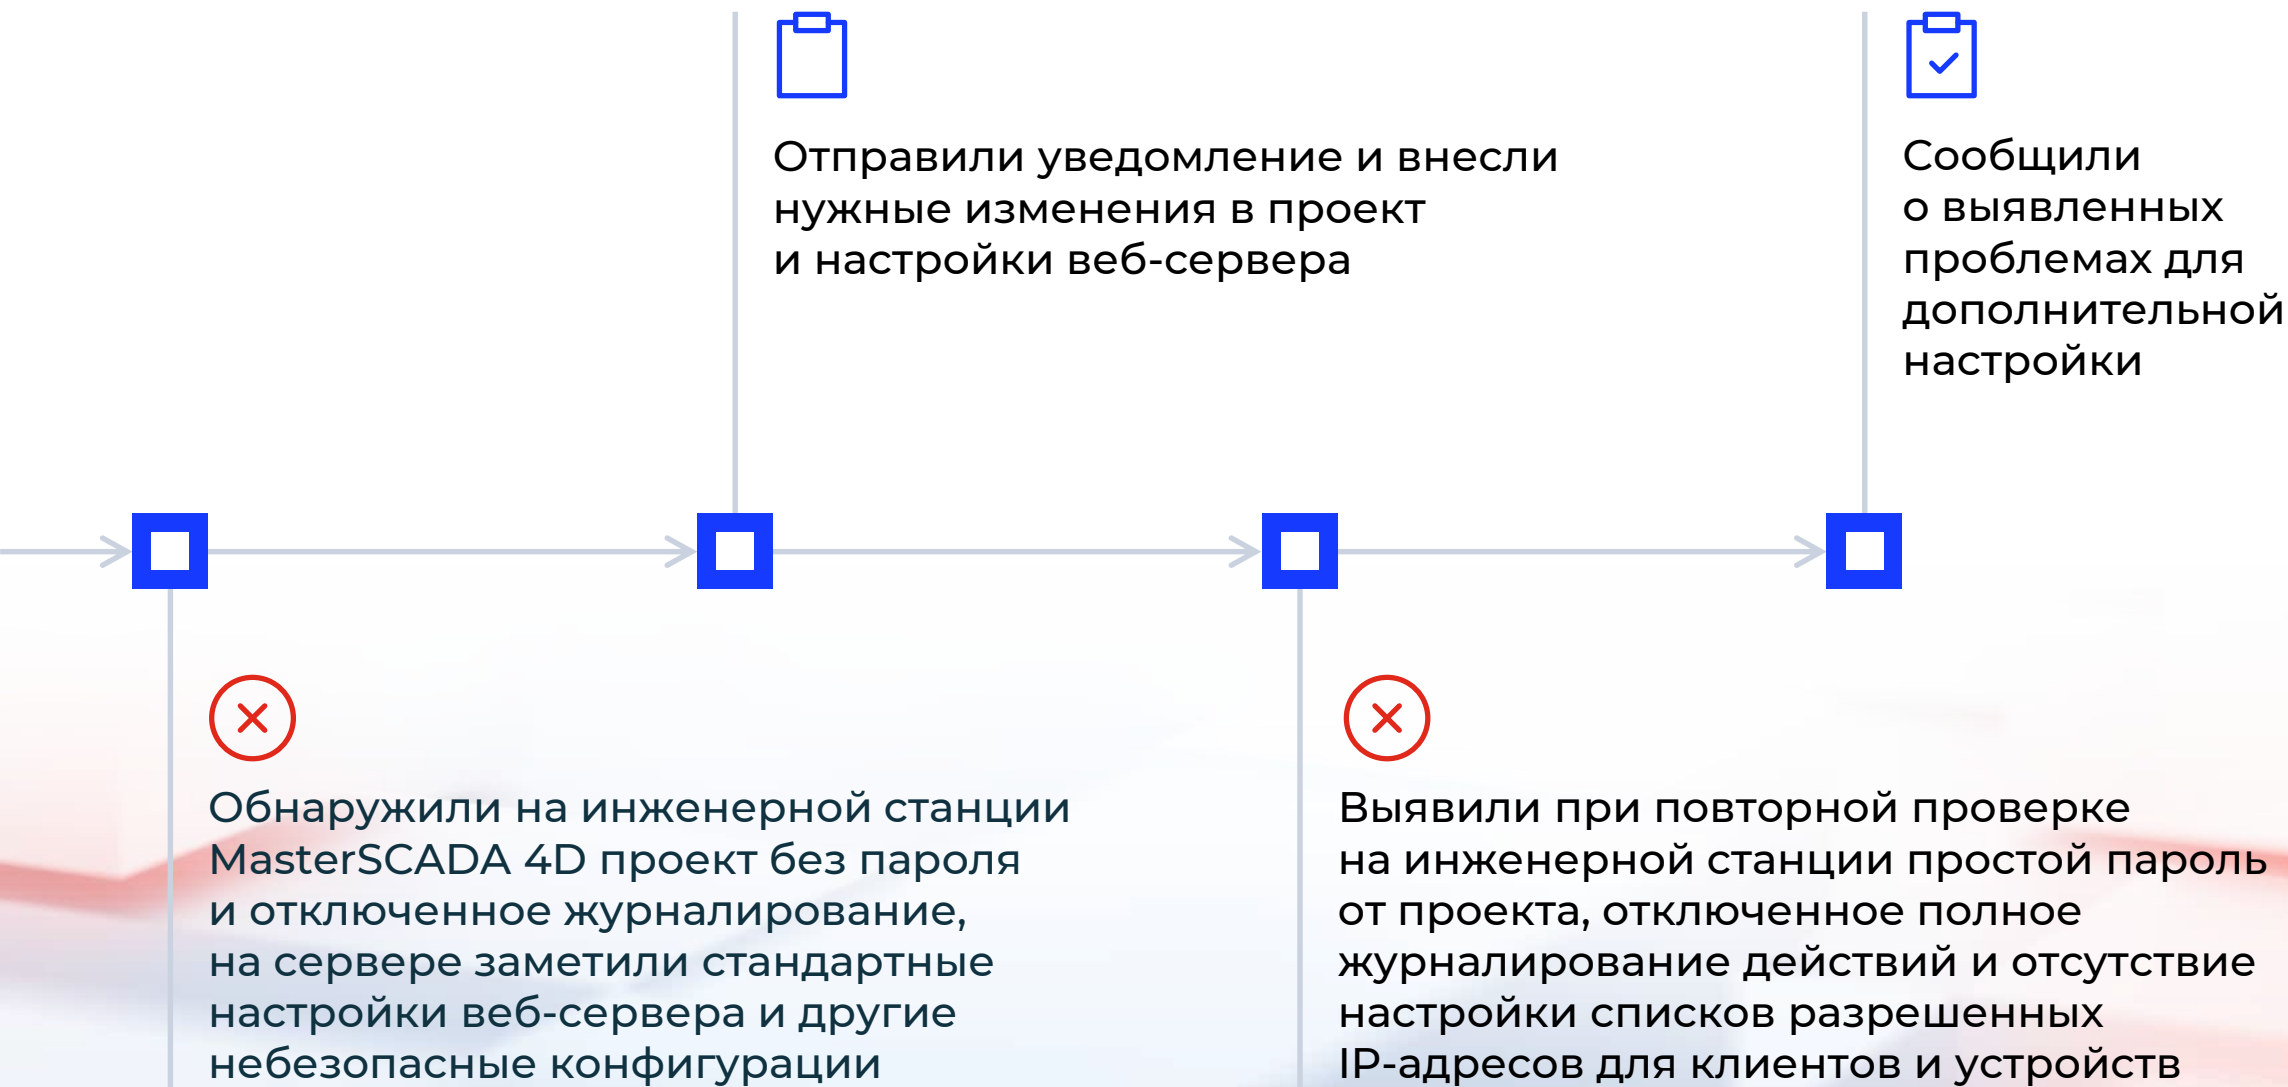 Отправили уведомление и внесли
нужные изменения в проект
и настройки веб-сервера
Сообщили
о выявленных
проблемах для
дополнительной
настройки
Обнаружили на инженерной станции
MasterSCADA 4D проект без пароля
и отключенное журналирование,
на сервере заметили стандартные
настройки веб-сервера и другие
небезопасные конфигурации
Выявили при повторной проверке
на инженерной станции простой пароль
от проекта, отключенное полное
журналирование действий и отсутствие
настройки списков разрешенных
IP-адресов для клиентов и устройств